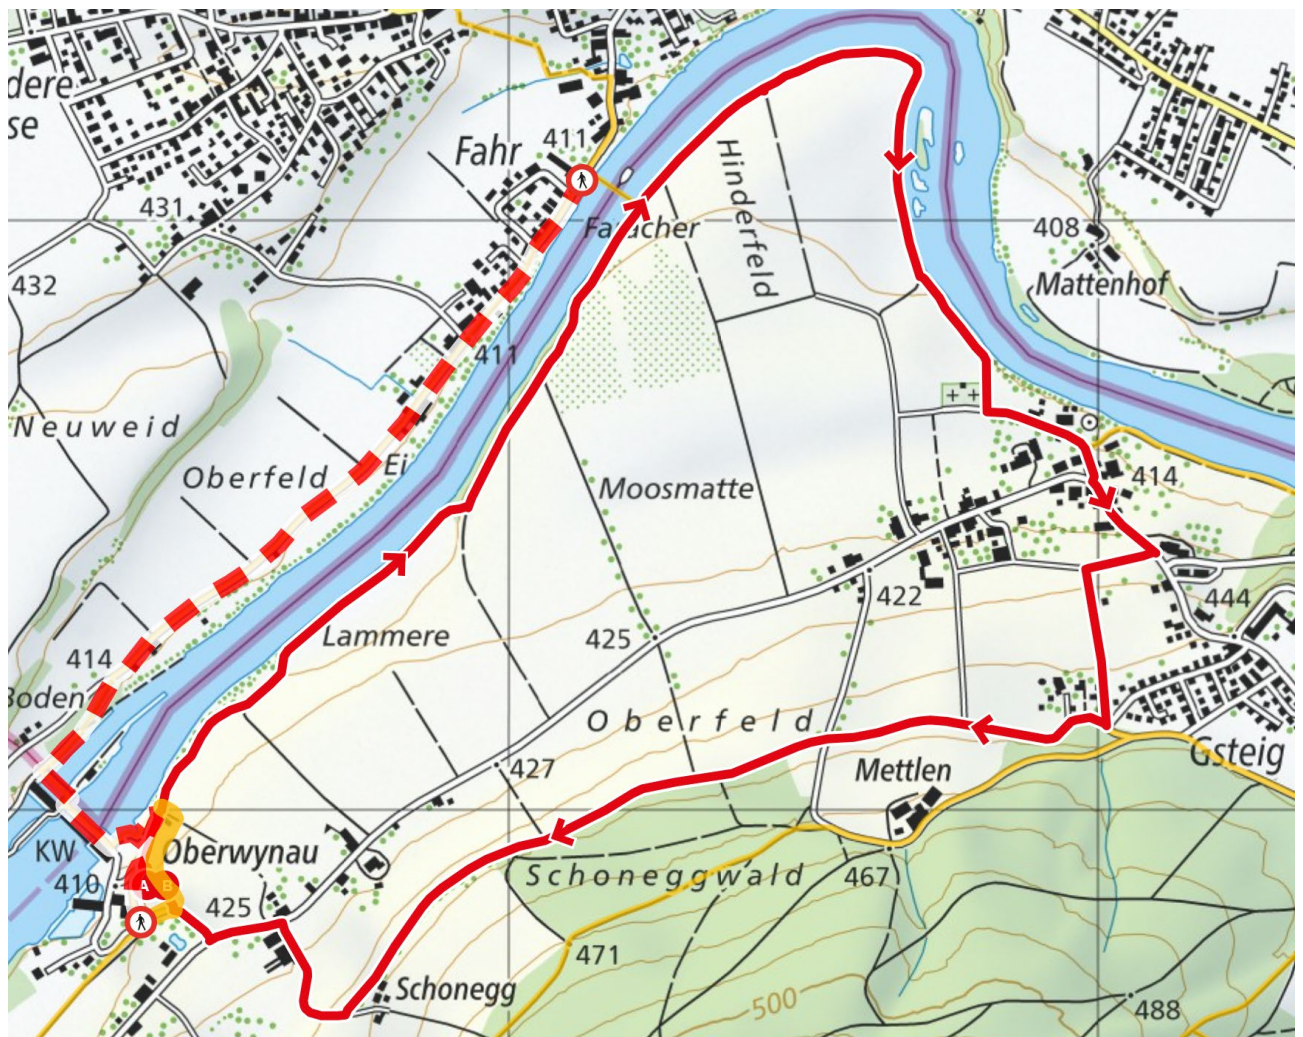 dere
se
Fahr
411
431
Hinderfeld
408
432
Mattenhof
411
Neuweid
Oberfeld
Ei
Moosmatte
414
422
444
Lammere
425
414
Boden
Oberfeld
427
Mettlen
Gsteig
KW
Oberwynau
410
A
B
Schoneggwald
467
425
471
Schonegg
500
488